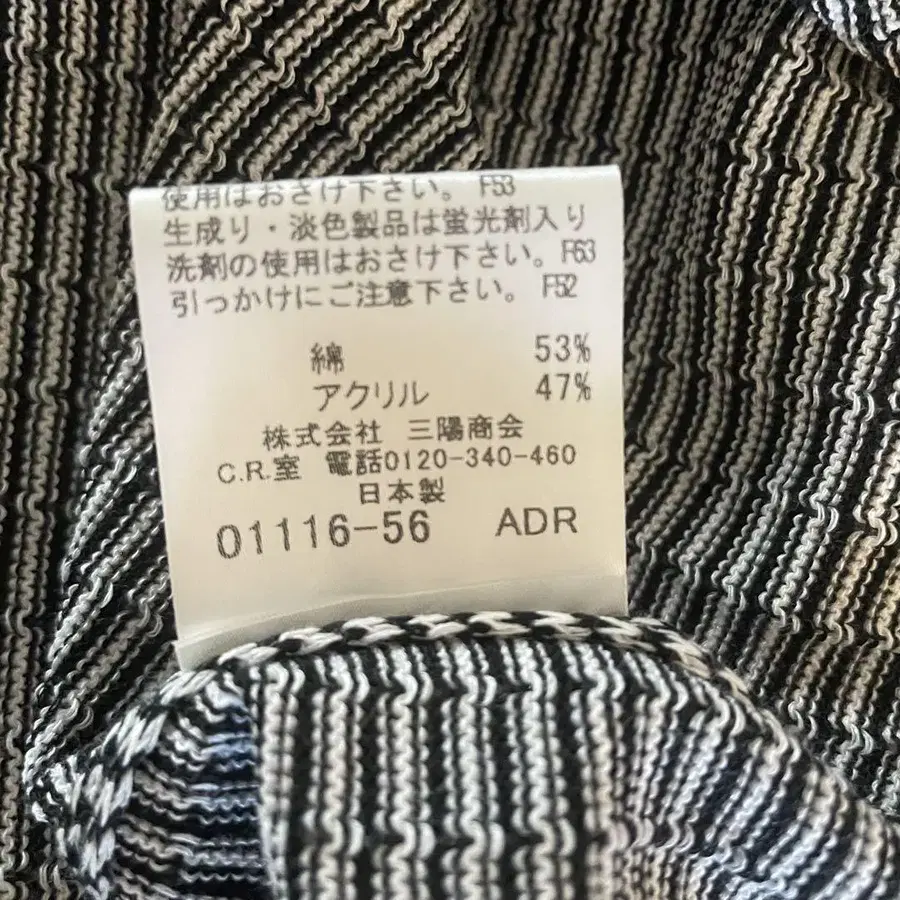 使用はおさけ下さい。 F53
生成り・淡色製品は蛍光剤入り
洗剤の使用はおさけ下さい。F63
引っかけにご注意下さい。 F52
綿 53%
アクリル 47%
株式会社 三陽商会
C.R.室 電話0120-340-460
日本製
01116-56 ADR